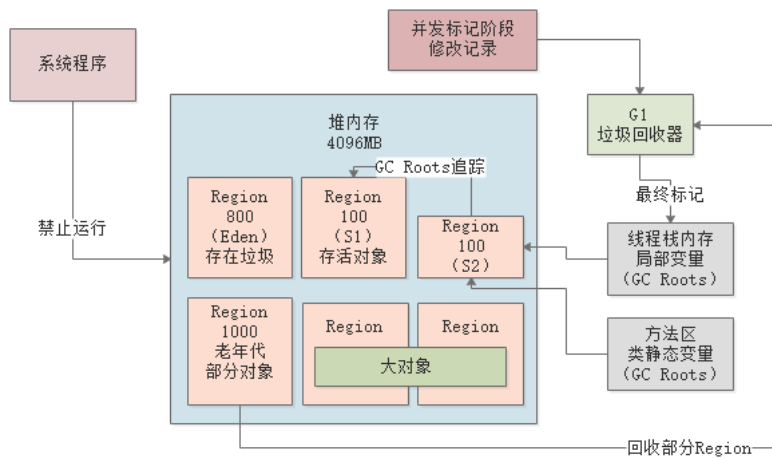 并发标记阶段
修改记录
系统程序
G1
垃圾回收器
堆内存
4096MB
GC Roots追踪
最终标记
禁止运行
Region
800
（Eden）
存在垃圾
Region
100
（S1）
存活对象
Region
100
（S2）
线程栈内存
局部变量
（GC Roots）
Region
1000
老年代
部分对象
Region
Region
大对象
方法区
类静态变量
（GC Roots）
回收部分Region